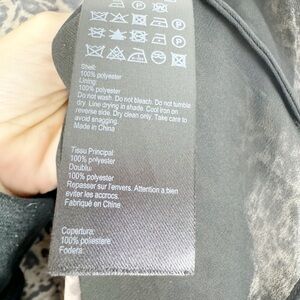 Shell:
100% polyester
Lining:
100% polyester
Do not wash. Do not bleach. Do not tumble
dry. Line drying in shade. Cool iron on
reverse side. Dry clean only. Take care to
avoid snagging.
Made in China
Tissu Principal:
100% polyester
Doublu:
100% polyester
Repasser sur l'envers. Attention a bien
eviter les accrocs.
Fabriqué en Chine
Copertura:
100% poliestere
Fodera: